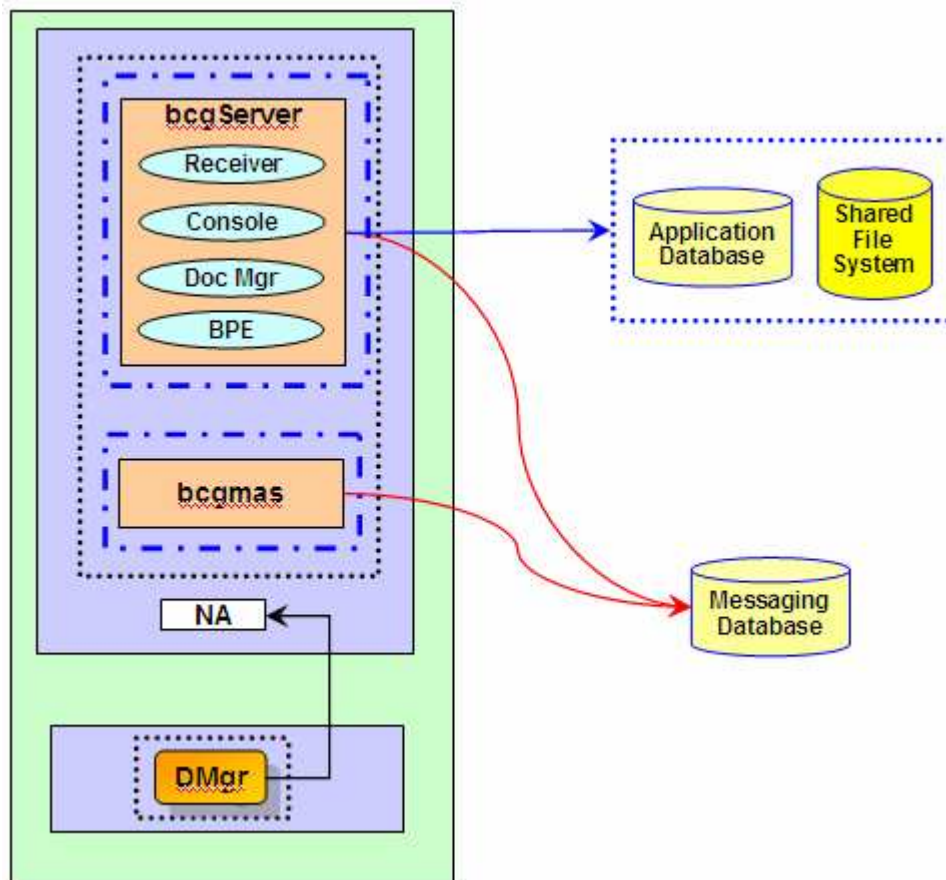 bcgServer
Receiver
Console
Doc Mgr
BPE
bcgmas
NA
DMgr
Application
Database
Shared
File
System
Messaging
Database